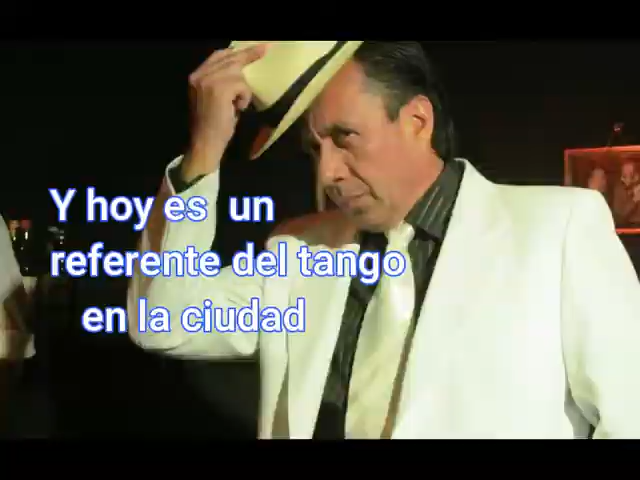 Y hoy es un
referente del tango
en la ciudad